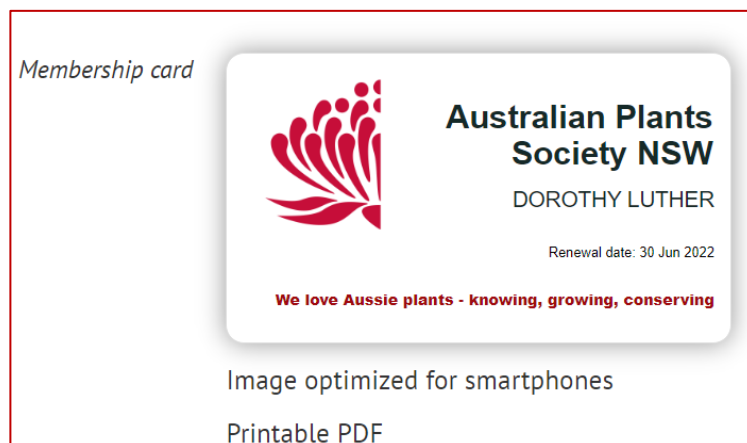 Membership card
Australian Plants
Society NSW
DOROTHY LUTHER
Renewal date: 30 Jun 2022
We love Aussie plants - knowing, growing, conserving
Image optimized for smartphones
Printable PDF